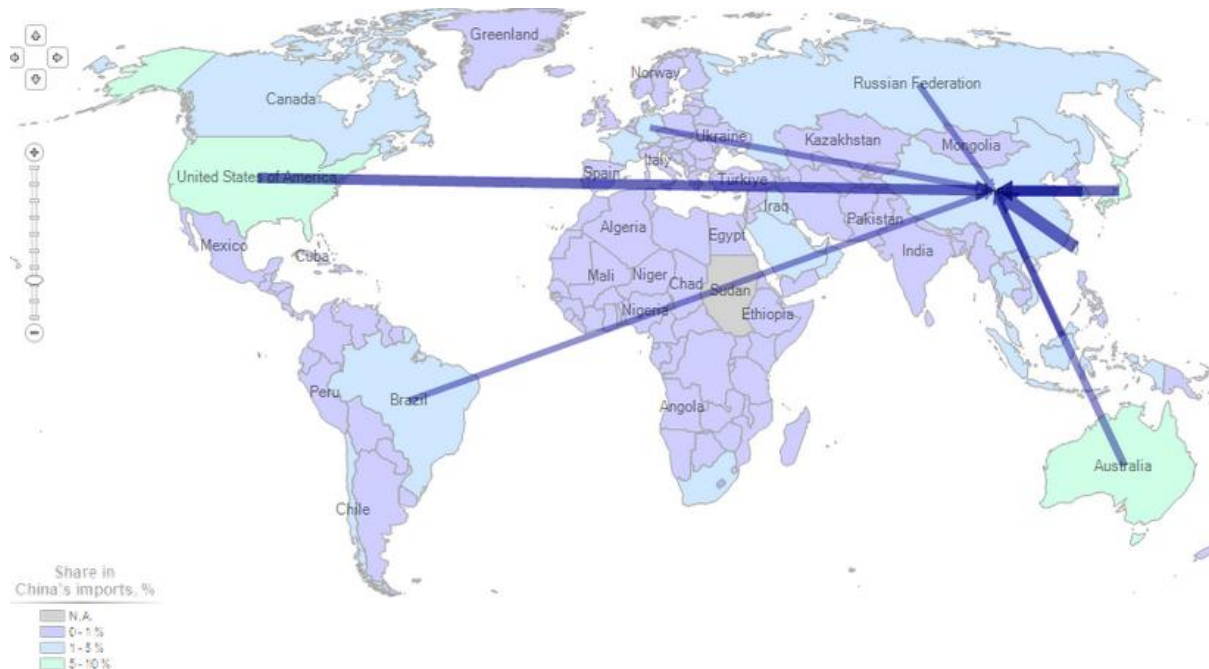 Greenland
Norway
Russian Federation
Canada
Ukraine
Kazakhstan
Mongolia
Italy
Spain
Türkiye
United States of America
Iraq
Pakistan
Algeria
Egypt
India
Mexico
Cuba
Mali
Niger
Chad
Sudan
Nigeria
Ethiopia
Peru
Brazil
Angola
Australia
Chile
Share in
China's imports, %
N.A.
0-1%
1-5%
5-10%